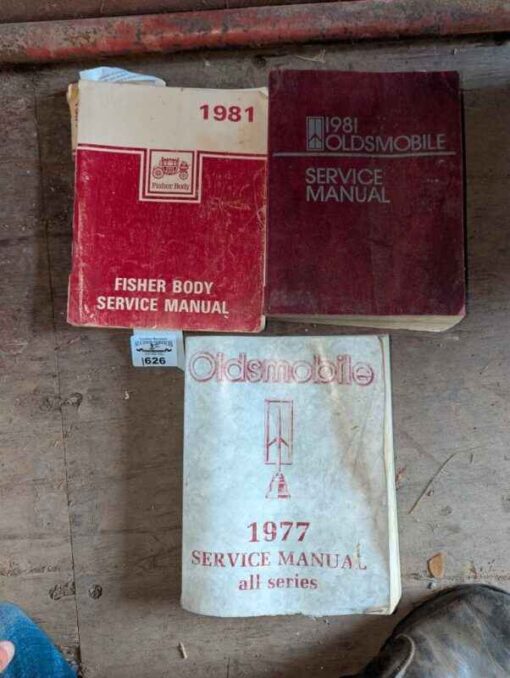 1981
Fisher Body
FISHER BODY
SERVICE MANUAL
1981
OLDSMOBILE
SERVICE
MANUAL
626
Oldsmobile
1977
SERVICE MANUAL
all series